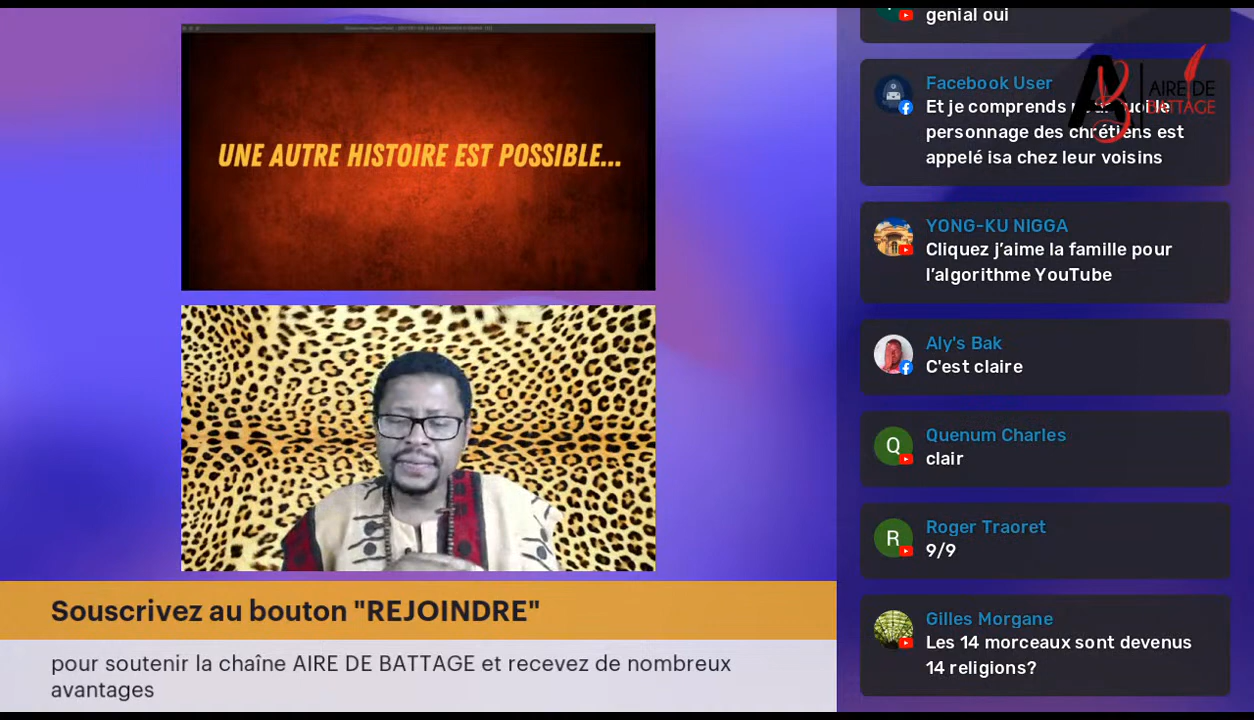 UNE AUTRE HISTOIRE EST POSSIBLE...
Souscrivez au bouton "REJOINDRE"
pour soutenir la chaîne AIRE DE BATTAGE et recevez de nombreux
avantages
genial oui
Facebook User
Et je comprends pourquoi le
personnage des chrétiens est
appelé isa chez leur voisins
YONG-KU NIGGA
Cliquez j’aime la famille pour
l’algorithme YouTube
Aly's Bak
C'est claire
Q
Quenum Charles
clair
R
Roger Traoret
9/9
Gilles Morgane
Les 14 morceaux sont devenus
14 religions?
AIRE DE
BATTAGE